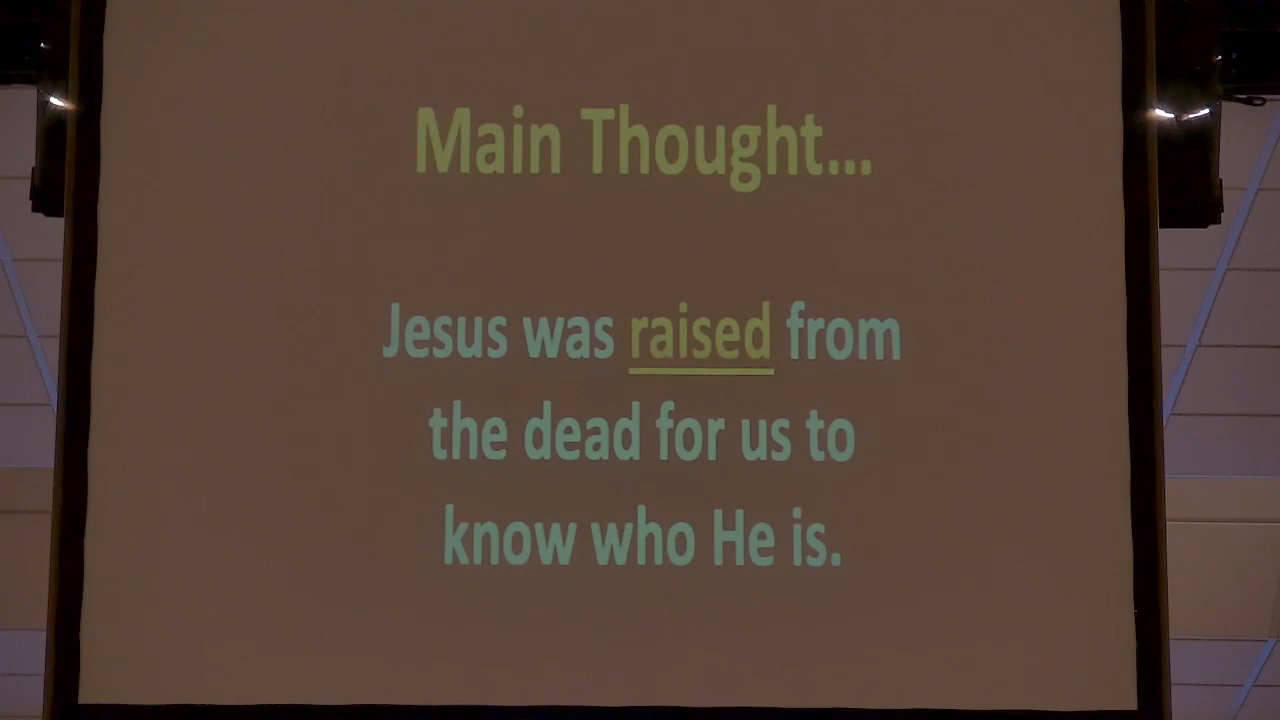 Main Thought...
Jesus was raised from
the dead for us to
know who He is.